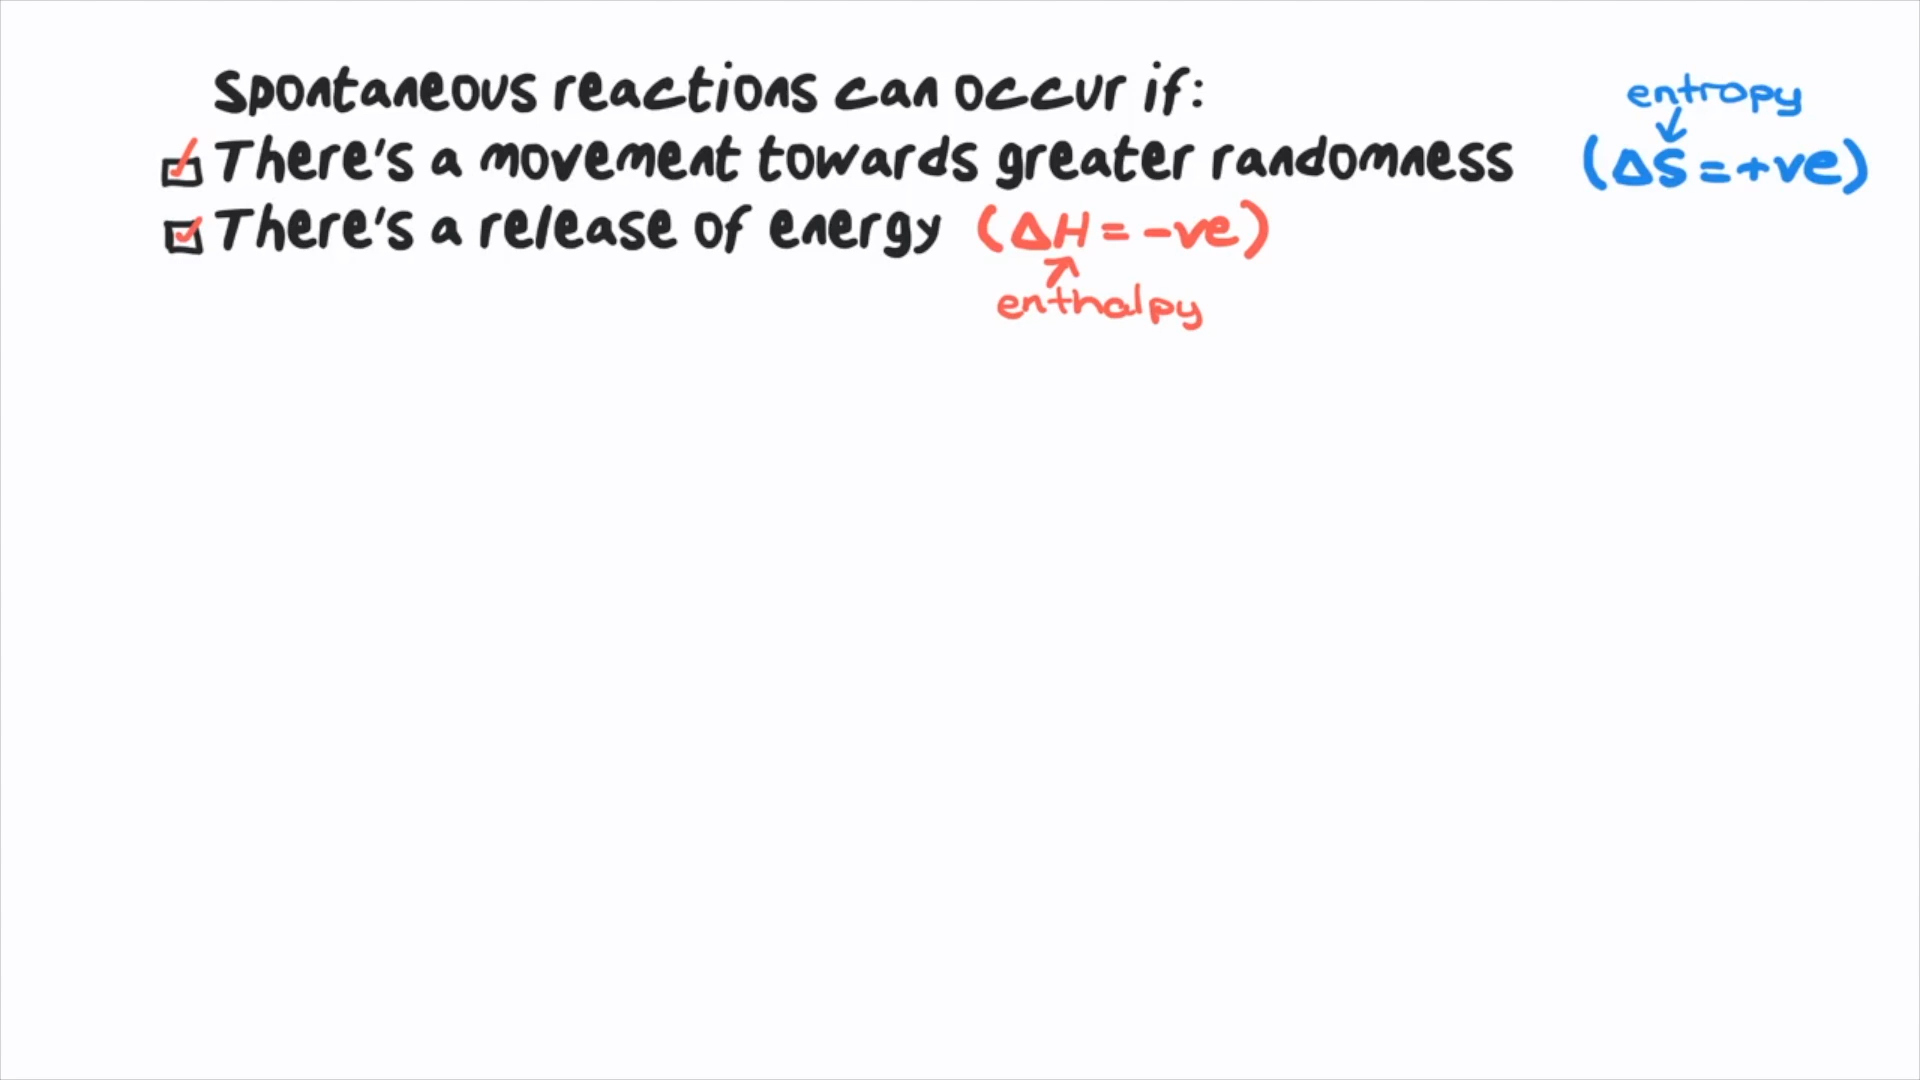 Spontaneous reactions can occur if:
entropy
There's a movement towards greater randomness (ΔS = +ve)
There's a release of energy (ΔH = -ve)
enthalpy